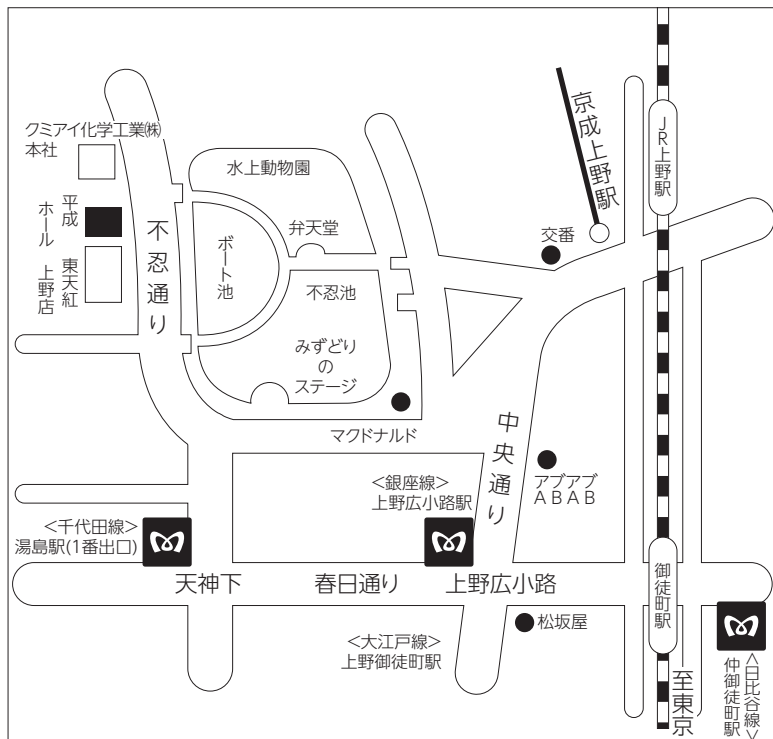 クミアイ化学工業㈱
本社
平成
ホール
東天紅
上野店
不忍通り
水上動物園
弁天堂
ボート池
不忍池
みずどり
の
ステージ
マクドナルド
京成上野駅
交番
JR上野駅
中央通り
アブアブ
ABAB
<銀座線>
上野広小路駅
<千代田線>
湯島駅(1番出口)
天神下
春日通り
上野広小路
御徒町駅
松坂屋
<大江戸線>
上野御徒町駅
至東京
<日比谷線>
仲御徒町駅